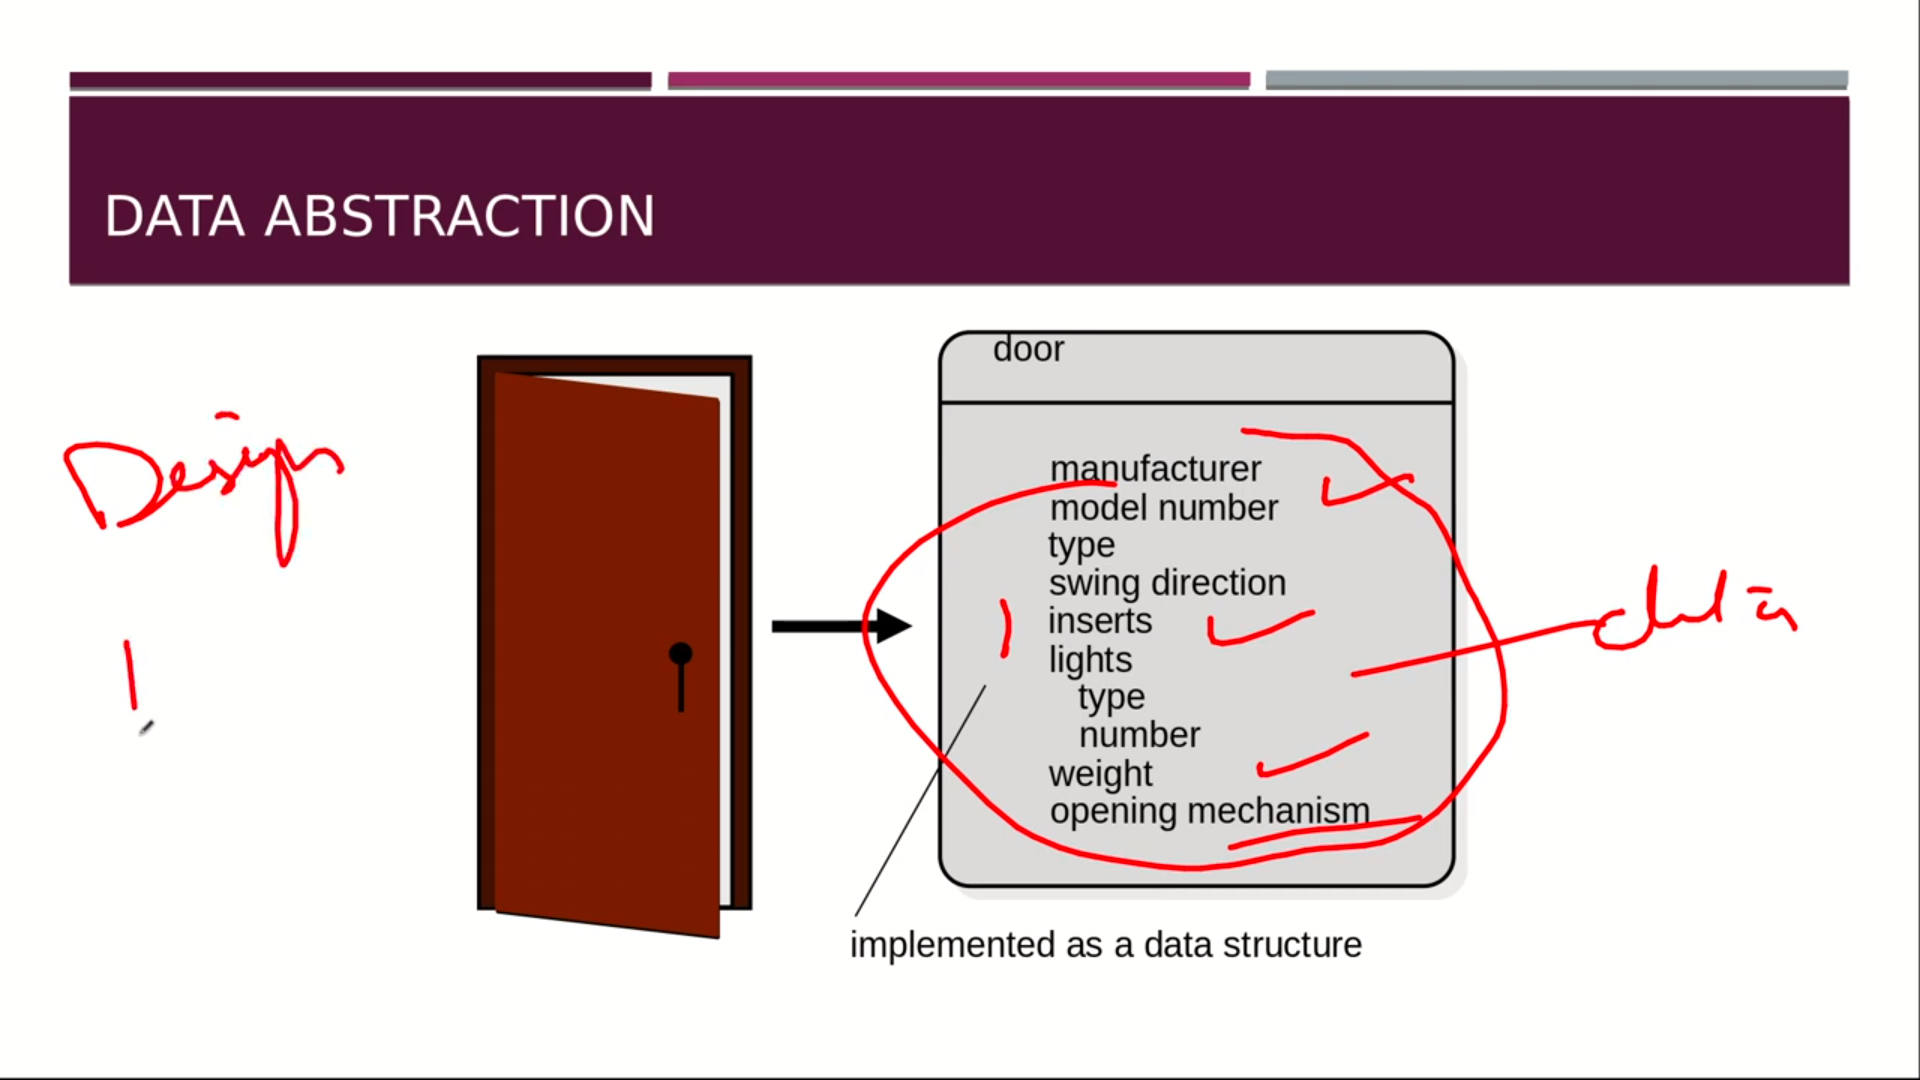 DATA ABSTRACTION
door
Design
manufacturer
model number
type
swing direction
inserts
lights
type
number
weight
opening mechanism
data
implemented as a data structure